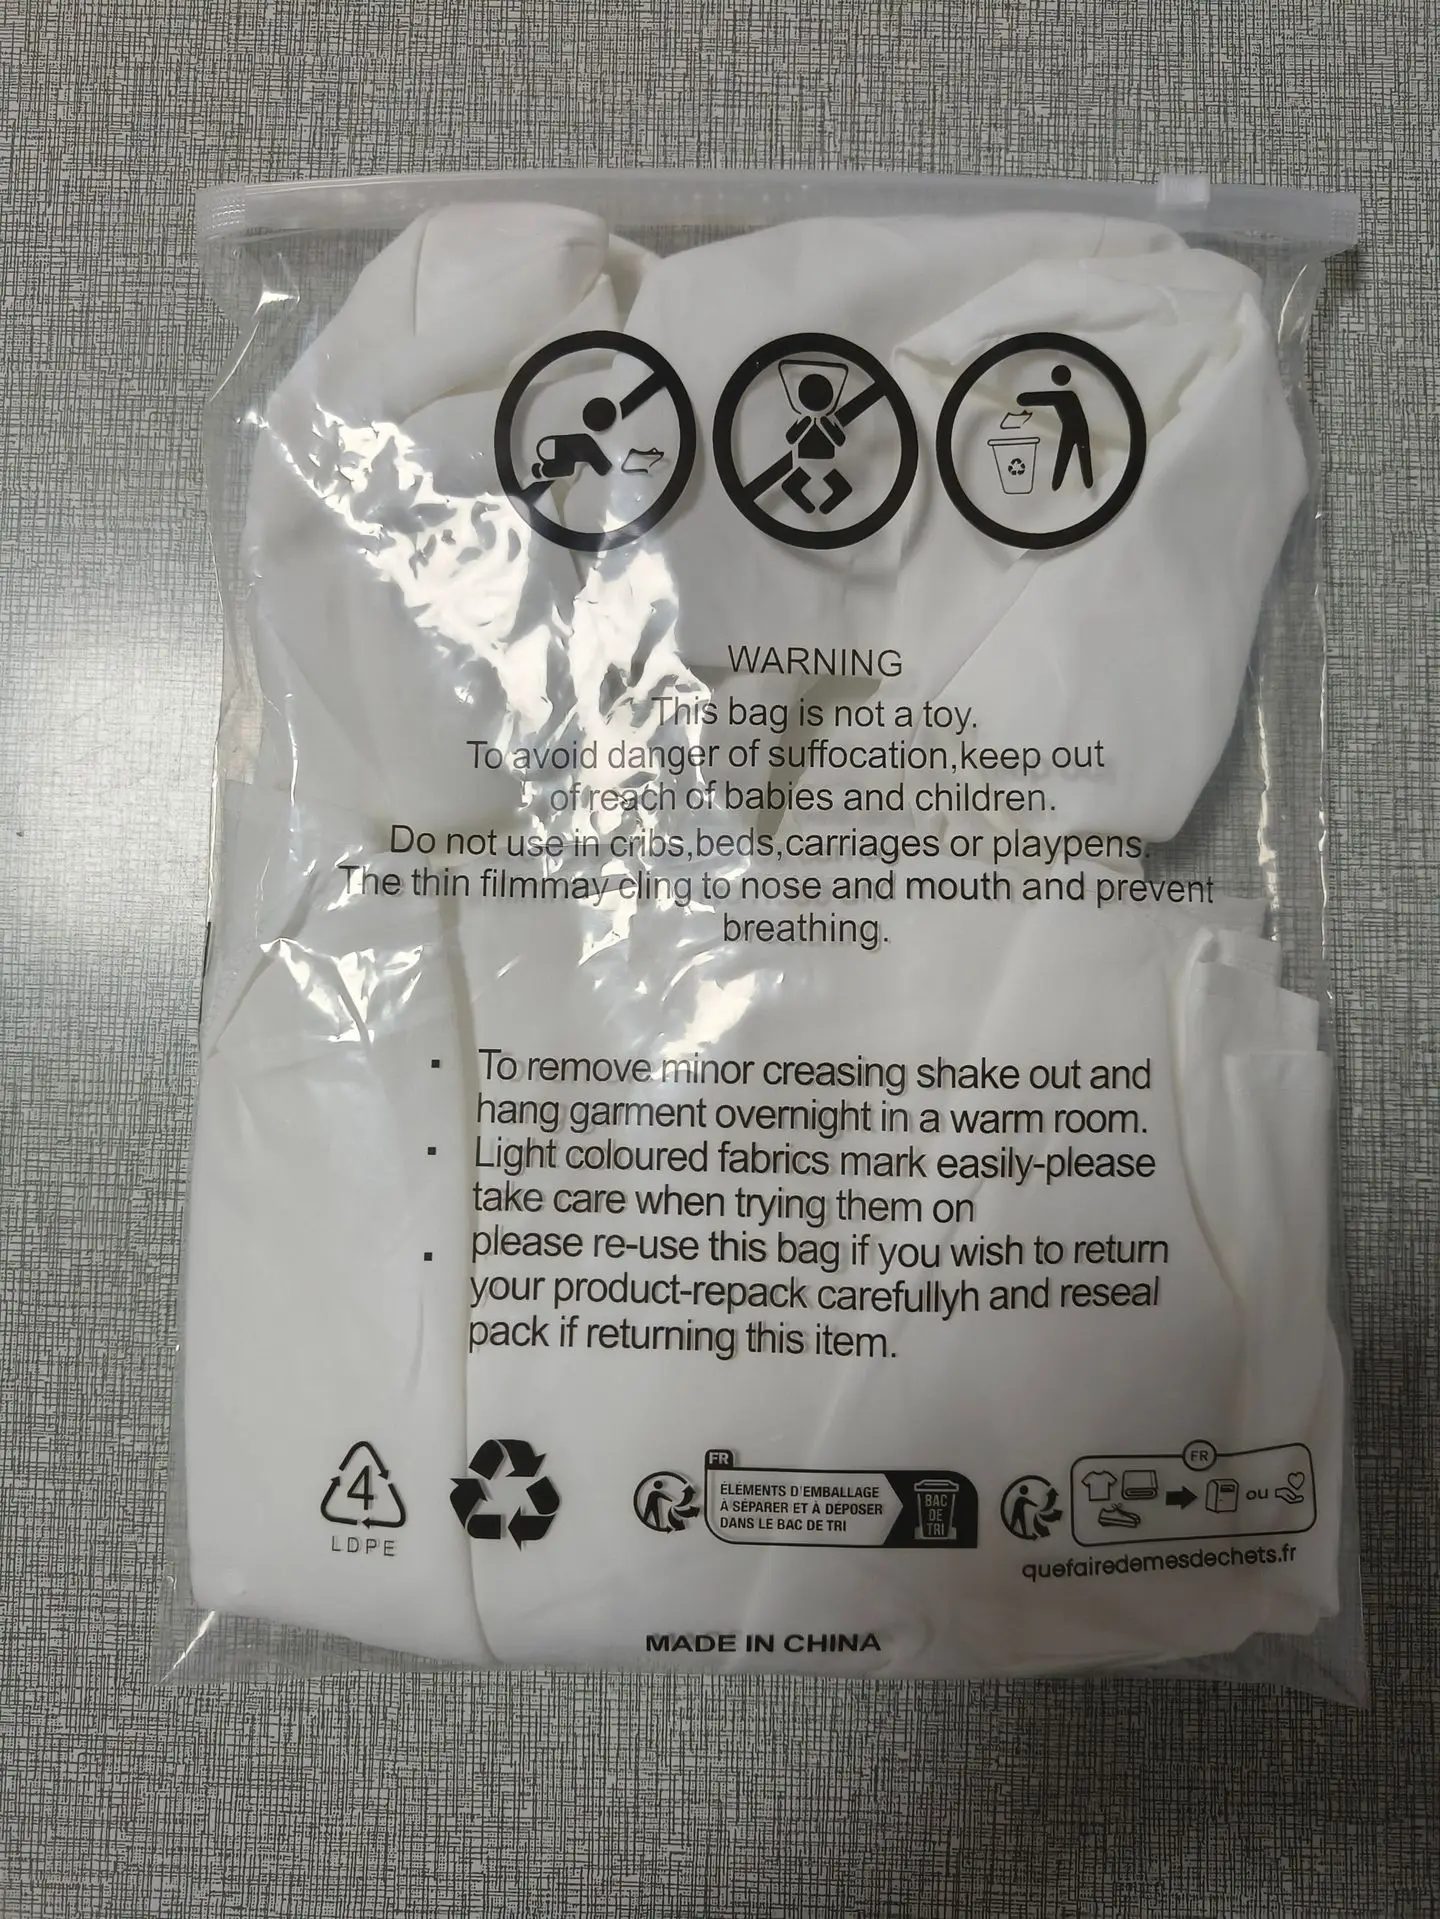 WARNING
This bag is not a toy.
To avoid danger of suffocation,keep out
of reach of babies and children.
Do not use in cribs,beds,carriages or playpens.
The thin filmmay cling to nose and mouth and prevent
breathing.
▪ To remove minor creasing shake out and
hang garment overnight in a warm room.
▪ Light coloured fabrics mark easily-please
take care when trying them on
▪ please re-use this bag if you wish to return
your product-repack carefullyh and reseal
pack if returning this item.
4
LDPE
FR
ÉLÉMENTS D'EMBALLAGE
À SÉPARER ET À DÉPOSER
DANS LE BAC DE TRI
BAC
DE
TRI
FR
ou
quefairedemesdechets.fr
MADE IN CHINA